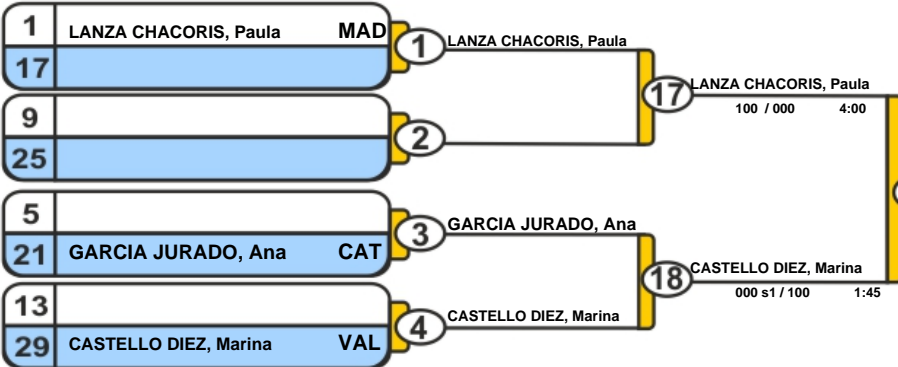 1 LANZA CHACORIS, Paula MAD
17
1
LANZA CHACORIS, Paula
9
25
2
17
LANZA CHACORIS, Paula
100 / 000 4:00
5
21 GARCIA JURADO, Ana CAT
3
GARCIA JURADO, Ana
13
29 CASTELLO DIEZ, Marina VAL
4
CASTELLO DIEZ, Marina
18
CASTELLO DIEZ, Marina
000 s1 / 100 1:45